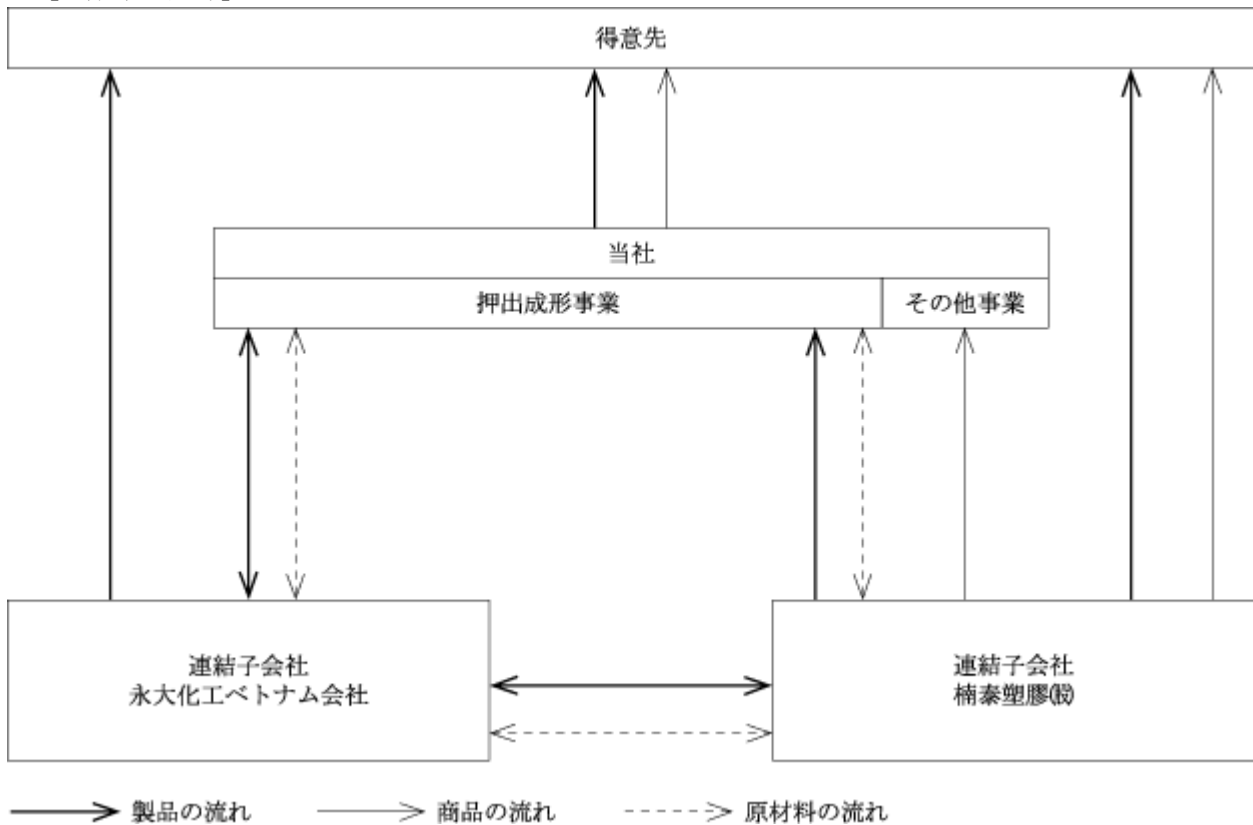 得意先
当社
押出成形事業
その他事業
連結子会社
永大化工ベトナム会社
連結子会社
楠泰塑膠㈲
製品の流れ
商品の流れ
原材料の流れ